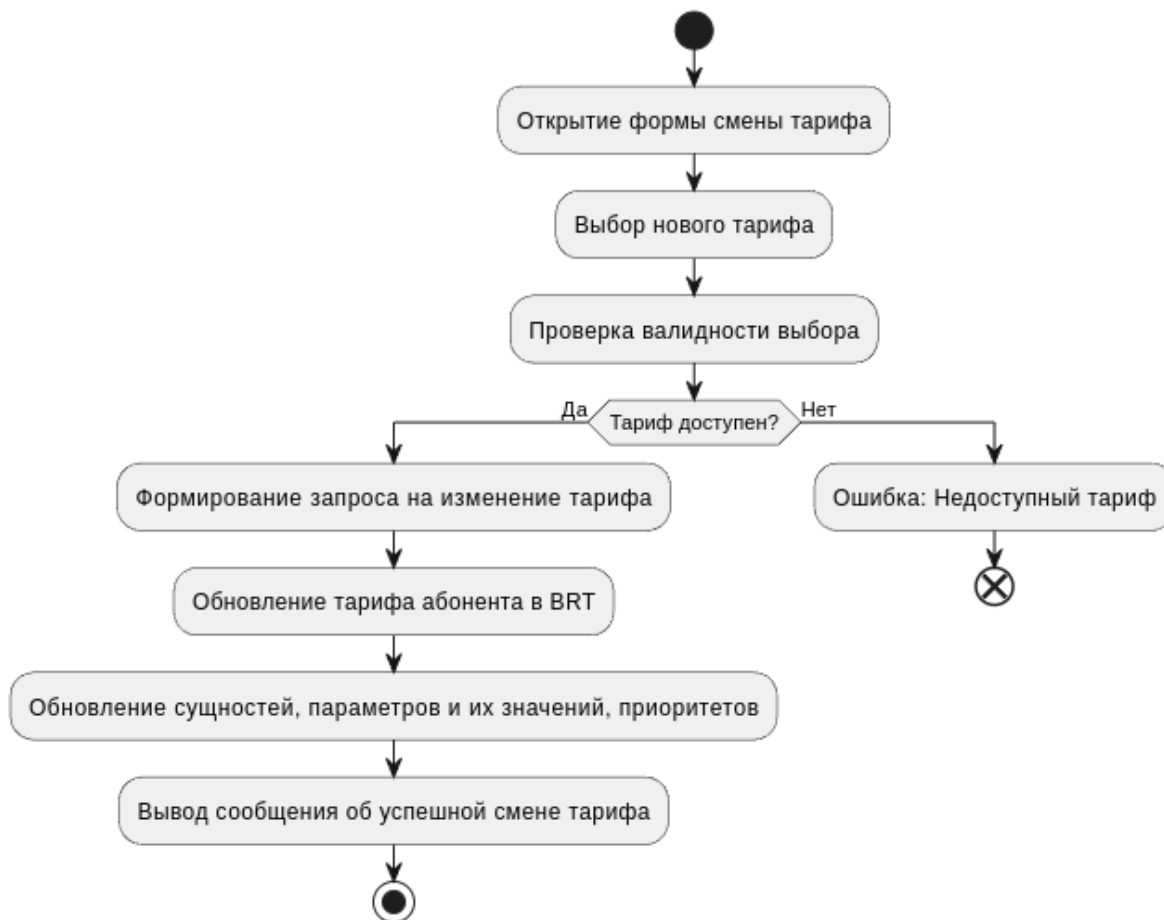 Открытие формы смены тарифа
Выбор нового тарифа
Проверка валидности выбора
Да
Тариф доступен?
Нет
Формирование запроса на изменение тарифа
Ошибка: Недоступный тариф
Обновление тарифа абонента в BRT
Обновление сущностей, параметров и их значений, приоритетов
Вывод сообщения об успешной смене тарифа